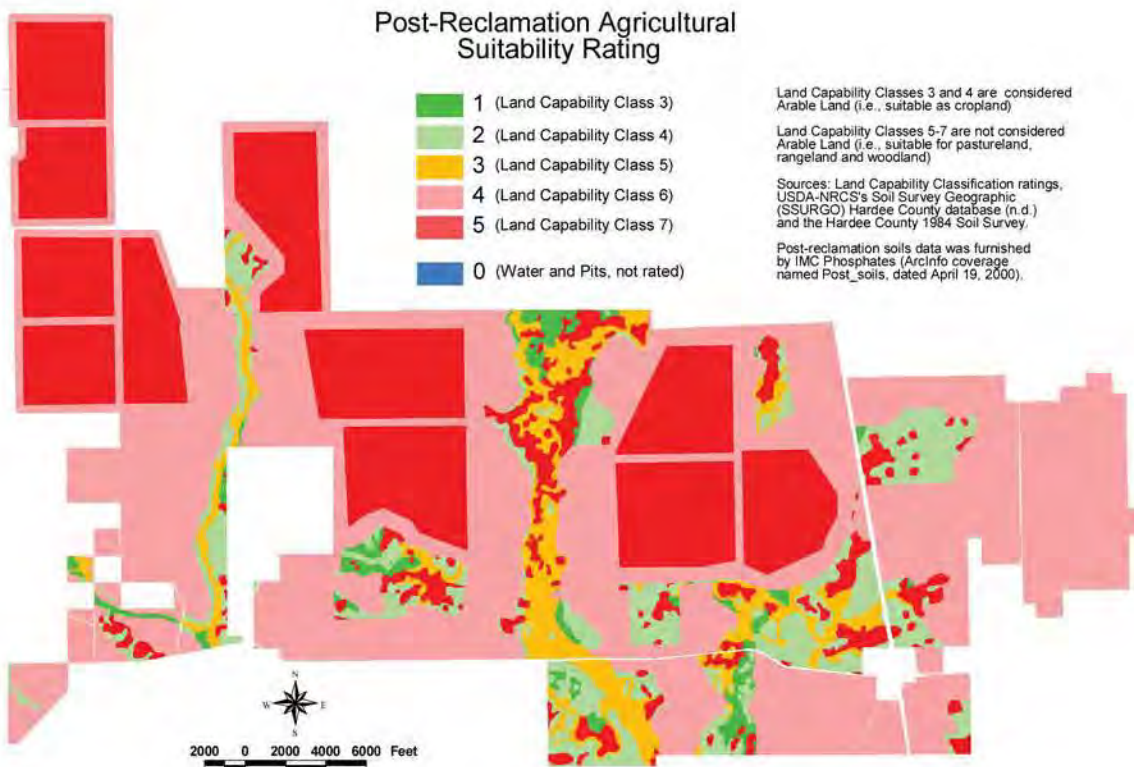 Post-Reclamation Agricultural
Suitability Rating
1 (Land Capability Class 3)
2 (Land Capability Class 4)
3 (Land Capability Class 5)
4 (Land Capability Class 6)
5 (Land Capability Class 7)
0 (Water and Pits, not rated)
Land Capability Classes 3 and 4 are considered
Arable Land (i.e., suitable as cropland)
Land Capability Classes 5-7 are not considered
Arable Land (i.e., suitable for pastureland,
rangeland and woodland)
Sources: Land Capability Classification ratings,
USDA-NRCS's Soil Survey Geographic
(SSURGO) Hardee County database (n.d.)
and the Hardee County 1984 Soil Survey.
Post-reclamation soils data was furnished
by IMC Phosphates (ArcInfo coverage
named Post_soils, dated April 19, 2000).
N
W E
S
2000 0 2000 4000 6000 Feet